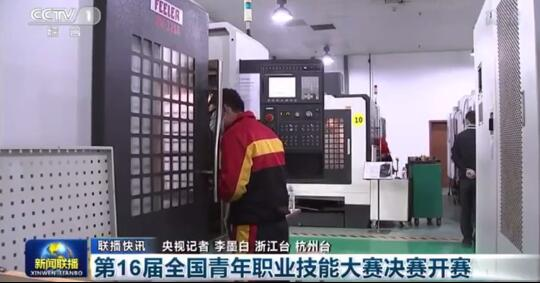 CCTV 1
综合
FEELER
10
联播快讯 央视记者 李墨白 浙江台 杭州台
新闻联播
XINWEN LIANBO
第16届全国青年职业技能大赛决赛开赛